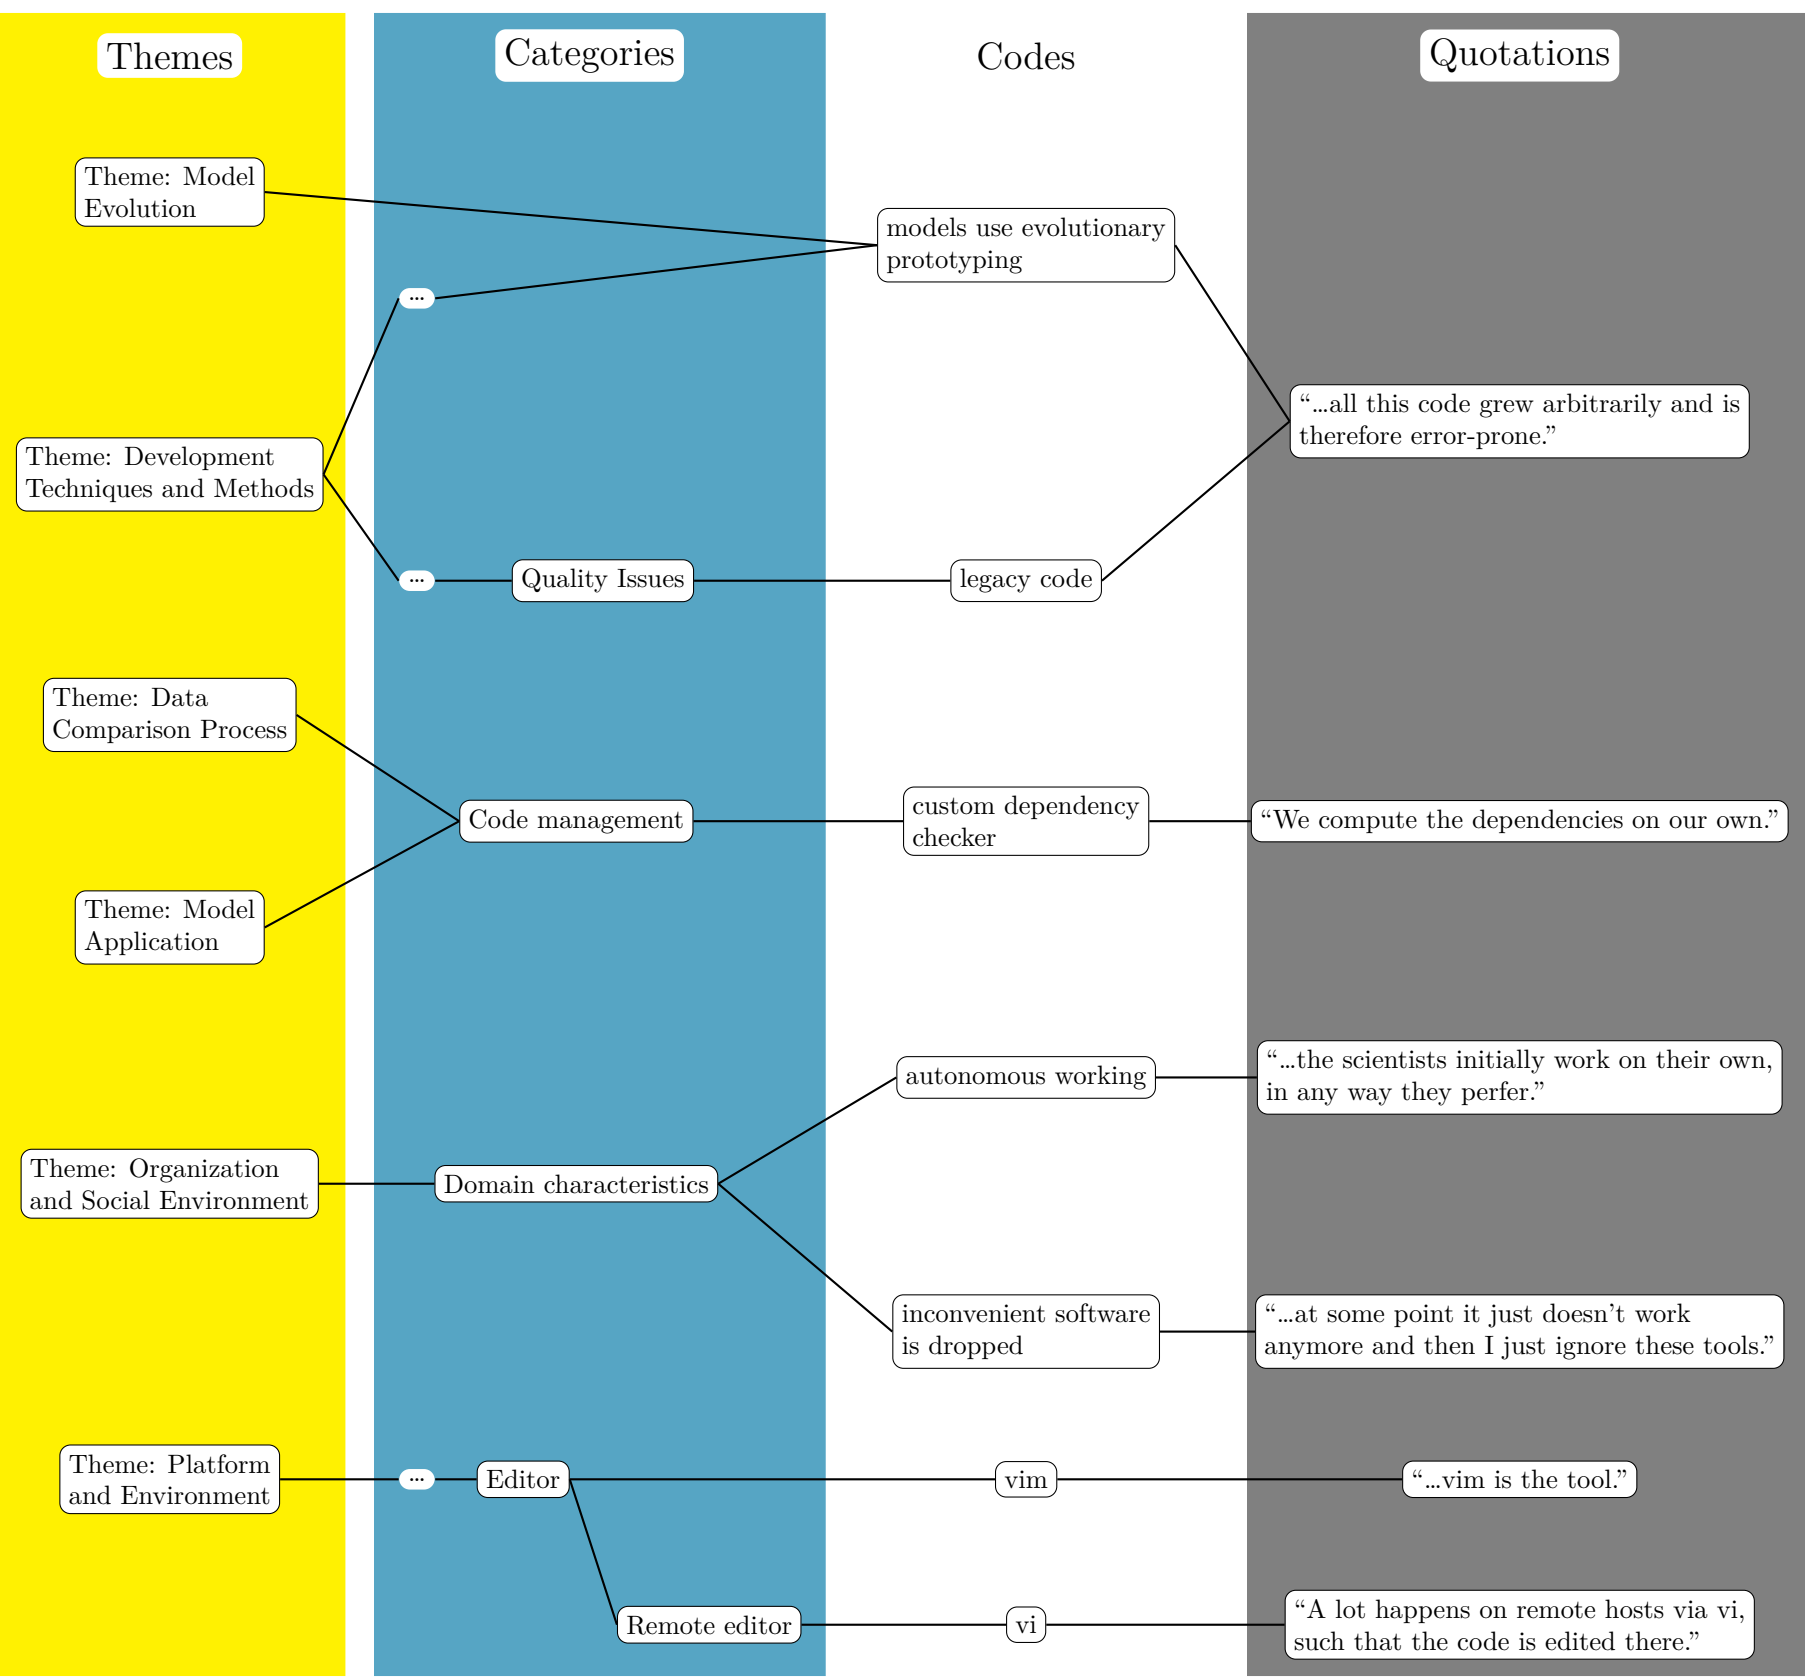 Themes
Categories
Codes
Quotations
Theme: Model
Evolution
models use evolutionary
prototyping
...
“...all this code grew arbitrarily and is
therefore error-prone.”
Theme: Development
Techniques and Methods
...
Quality Issues
legacy code
Theme: Data
Comparison Process
Code management
custom dependency
checker
“We compute the dependencies on our own.”
Theme: Model
Application
autonomous working
“...the scientists initially work on their own,
in any way they perfer.”
Theme: Organization
and Social Environment
Domain characteristics
inconvenient software
is dropped
“...at some point it just doesn’t work
anymore and then I just ignore these tools.”
Theme: Platform
and Environment
...
Editor
vim
“...vim is the tool.”
Remote editor
vi
“A lot happens on remote hosts via vi,
such that the code is edited there.”